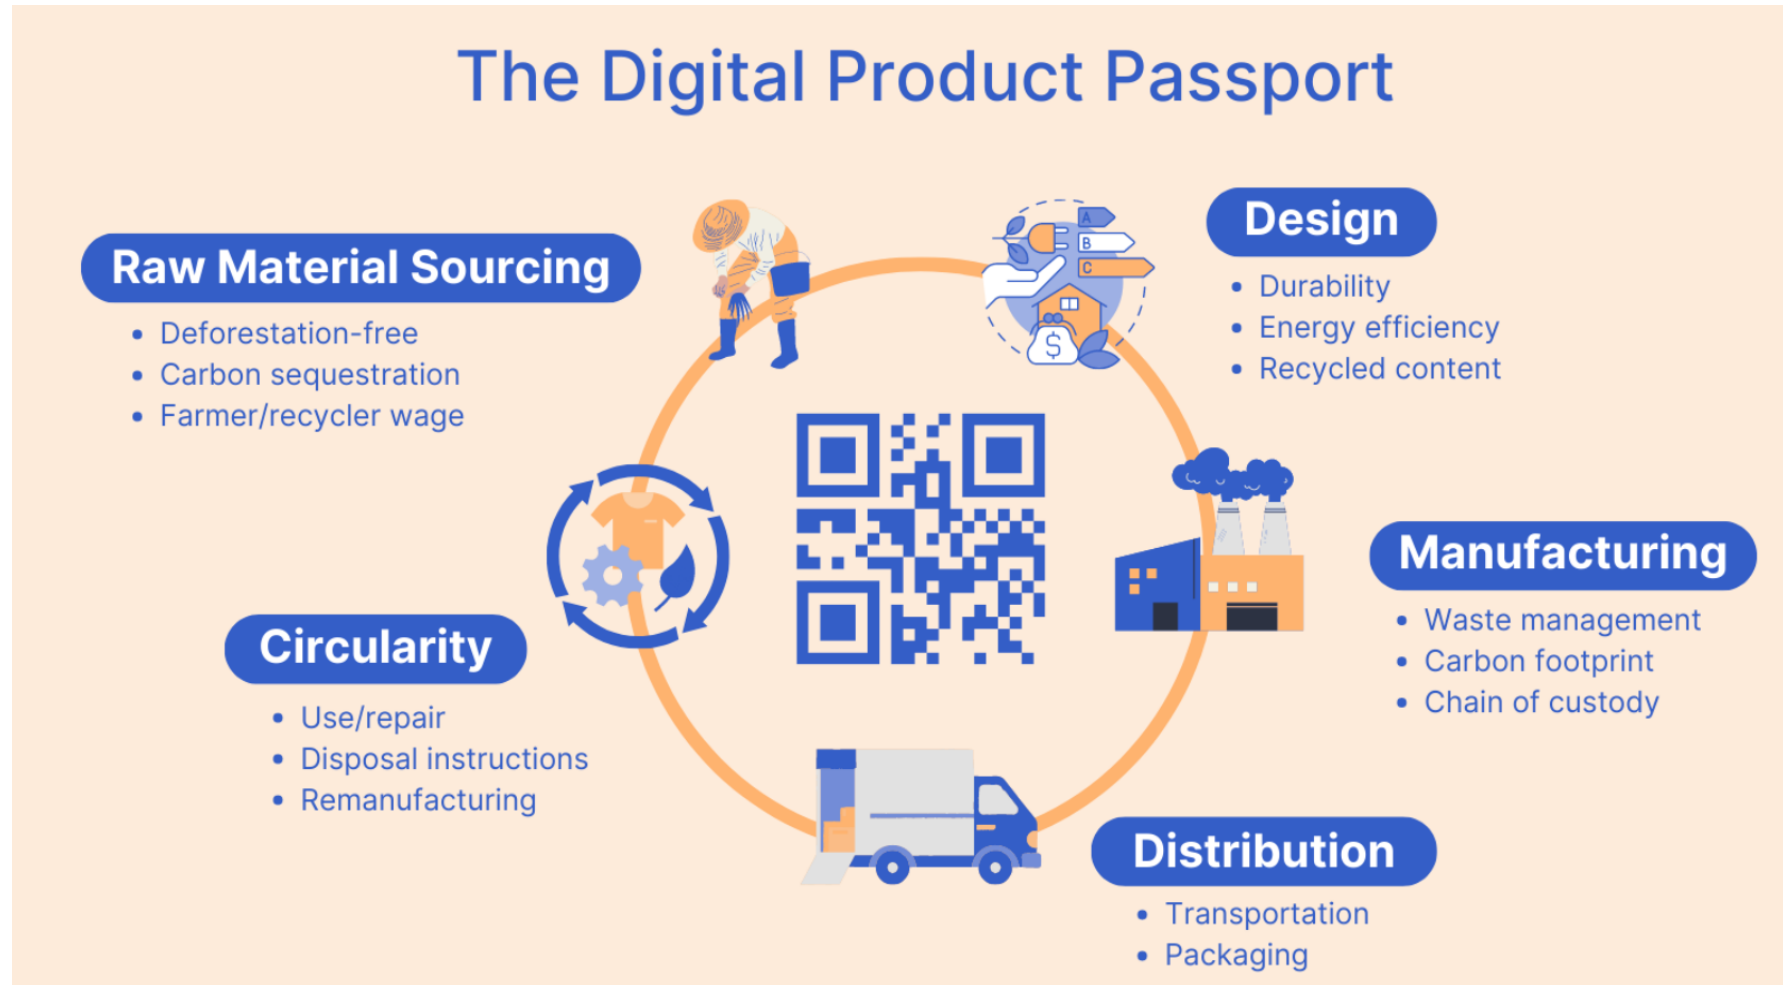 The Digital Product Passport
Raw Material Sourcing
• Deforestation-free
• Carbon sequestration
• Farmer/recycler wage
A
B
C
$
Design
• Durability
• Energy efficiency
• Recycled content
Manufacturing
• Waste management
• Carbon footprint
• Chain of custody
Distribution
• Transportation
• Packaging
Circularity
• Use/repair
• Disposal instructions
• Remanufacturing